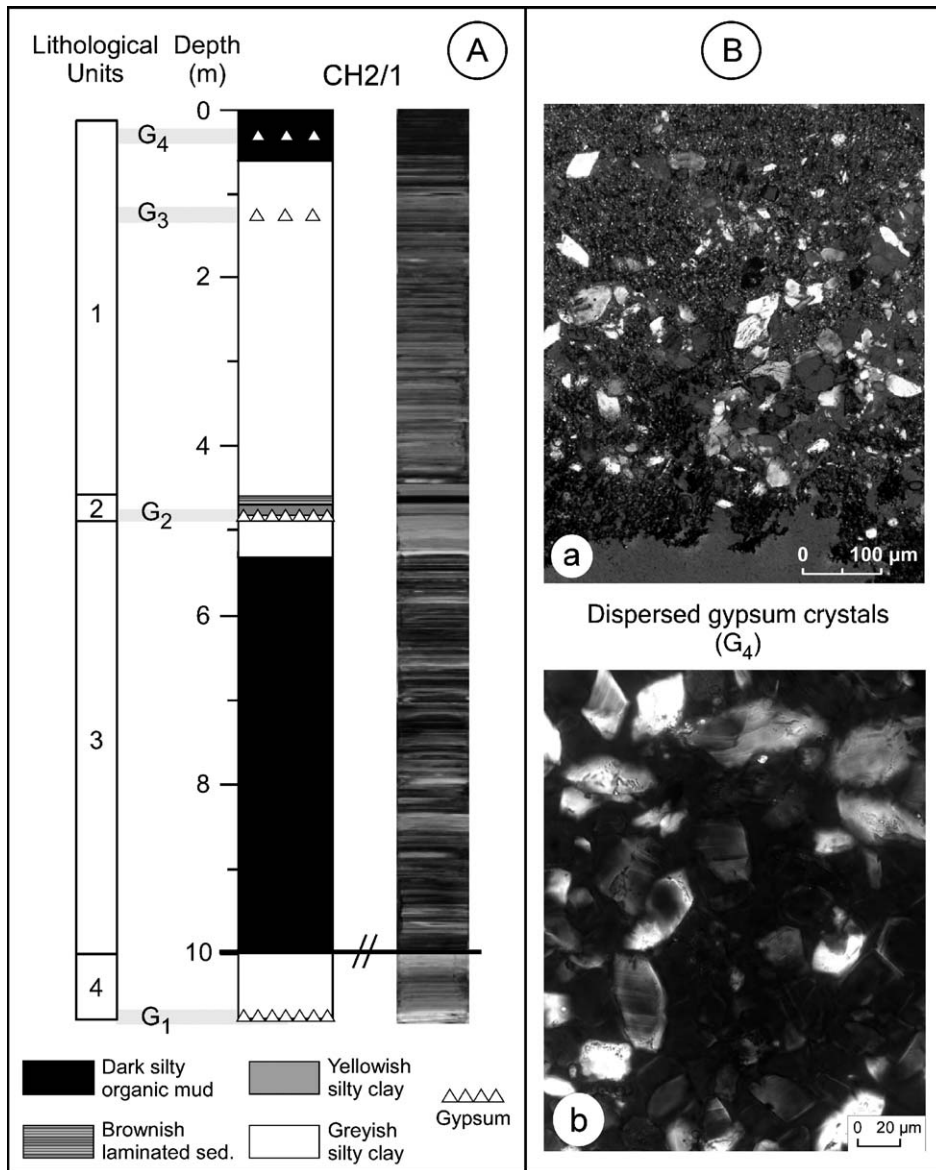 Lithological
Units
Depth
(m)
CH2/1
A
0
G₄
G₃
2
1
4
2
G₂
6
3
8
10
4
G₁
Dark silty
organic mud
Yellowish
silty clay
Gypsum
Brownish
laminated sed.
Greyish
silty clay
B
a
0 100 µm
Dispersed gypsum crystals
(G₄)
b
0 20 µm